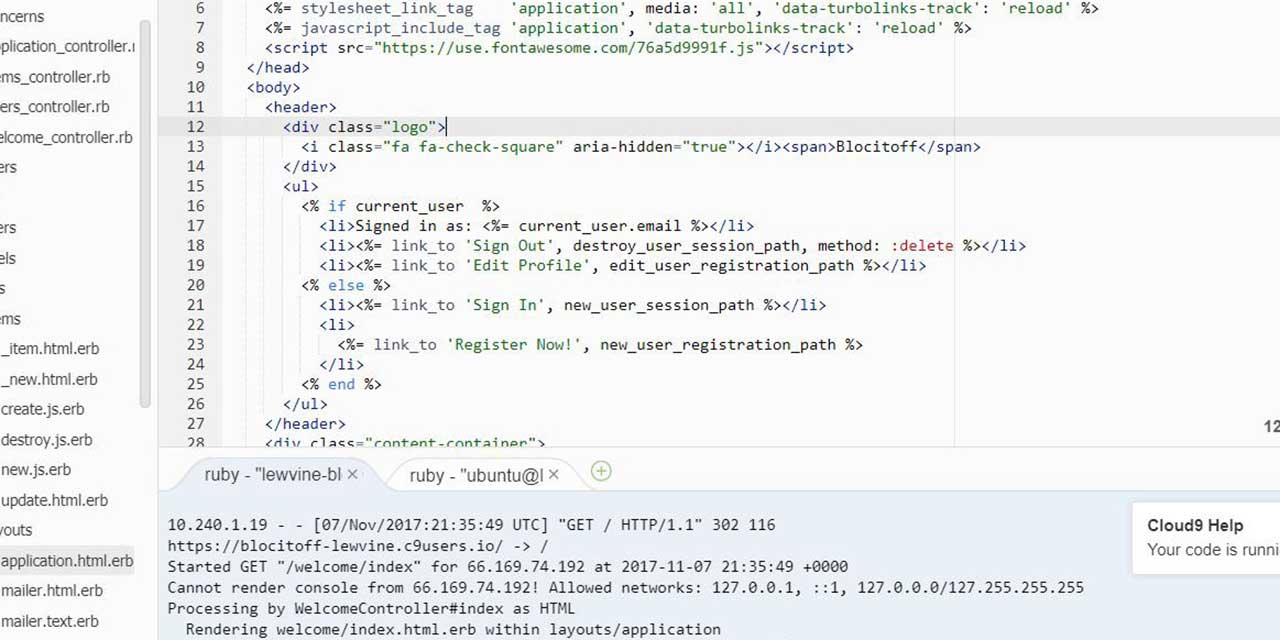 ncerns
plication_controller.r
ems_controller.rb
ers_controller.rb
elcome_controller.rb
ers
ers
els
s
ems
_item.html.erb
_new.html.erb
create.js.erb
destroy.js.erb
new.js.erb
update.html.erb
youts
application.html.erb
mailer.html.erb
mailer.text.erb
6 <%= stylesheet_link_tag    'application', media: 'all', 'data-turbolinks-track': 'reload' %>
7 <%= javascript_include_tag 'application', 'data-turbolinks-track': 'reload' %>
8 <script src="https://use.fontawesome.com/76a5d9991f.js"></script>
9 </head>
10 <body>
11 <header>
12 <div class="logo">
13 <i class="fa fa-check-square" aria-hidden="true"></i><span>Blocitoff</span>
14 </div>
15 <ul>
16 <% if current_user  %>
17 <li>Signed in as: <%= current_user.email %></li>
18 <li><%= link_to 'Sign Out', destroy_user_session_path, method: :delete %></li>
19 <li><%= link_to 'Edit Profile', edit_user_registration_path %></li>
20 <% else %>
21 <li><%= link_to 'Sign In', new_user_session_path %></li>
22 <li>
23 <%= link_to 'Register Now!', new_user_registration_path %>
24 </li>
25 <% end %>
26 </ul>
27 </header>
28 <div class="content-container">
12
ruby - "lewvine-bl × ruby - "ubuntu@l ×
10.240.1.19 - - [07/Nov/2017:21:35:49 UTC] "GET / HTTP/1.1" 302 116
https://blocitoff-lewvine.c9users.io/ -> /
Started GET "/welcome/index" for 66.169.74.192 at 2017-11-07 21:35:49 +0000
Cannot render console from 66.169.74.192! Allowed networks: 127.0.0.1, ::1, 127.0.0.0/127.255.255.255
Processing by WelcomeController#index as HTML
Rendering welcome/index.html.erb within layouts/application
Cloud9 Help
Your code is runni